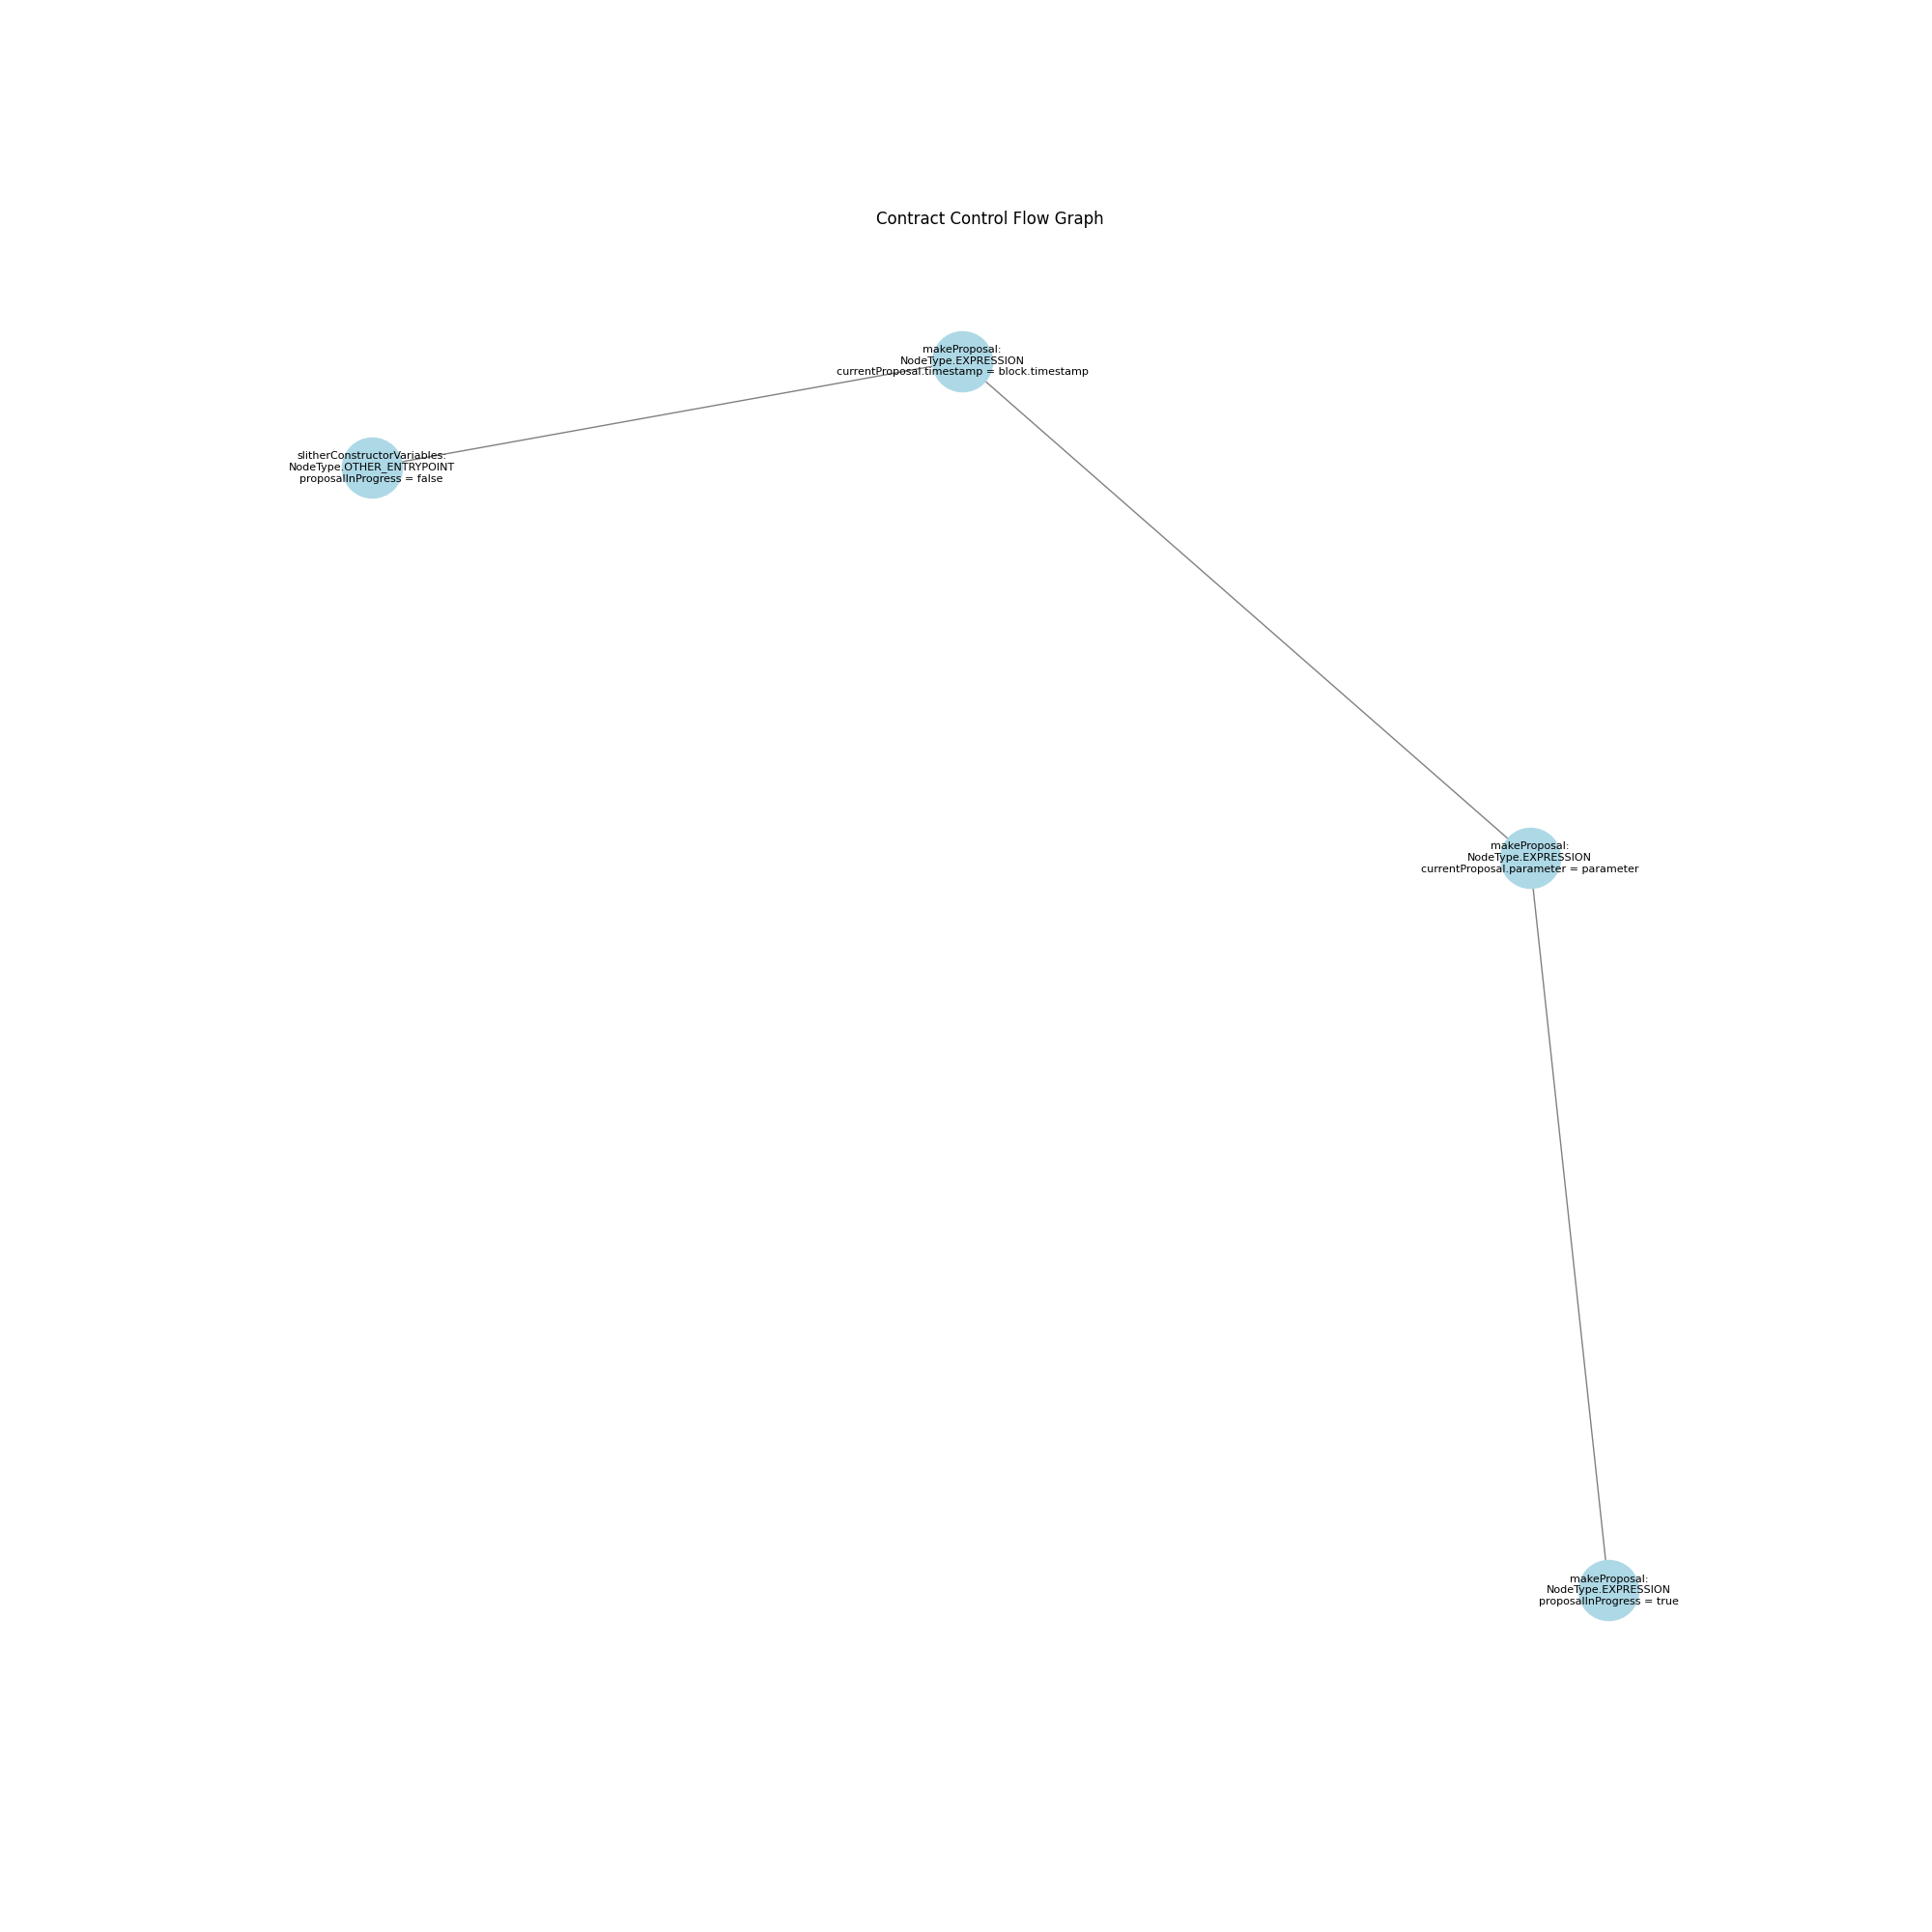 Contract Control Flow Graph
makeProposal:
NodeType.EXPRESSION
currentProposal.timestamp = block.timestamp
slitherConstructorVariables:
NodeType.OTHER_ENTRYPOINT
proposalInProgress = false
makeProposal:
NodeType.EXPRESSION
currentProposal.parameter = parameter
makeProposal:
NodeType.EXPRESSION
proposalInProgress = true